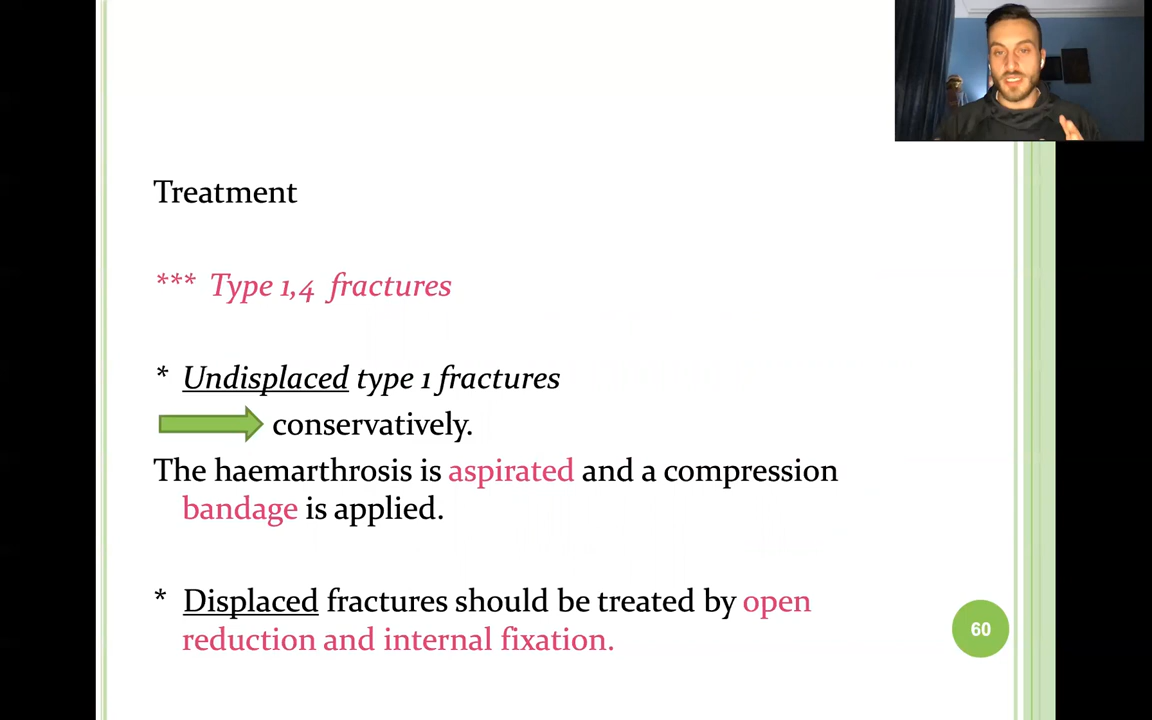 Treatment
*** Type 1,4 fractures
* Undisplaced type 1 fractures
conservatively.
The haemarthrosis is aspirated and a compression
bandage is applied.
* Displaced fractures should be treated by open
reduction and internal fixation.
60